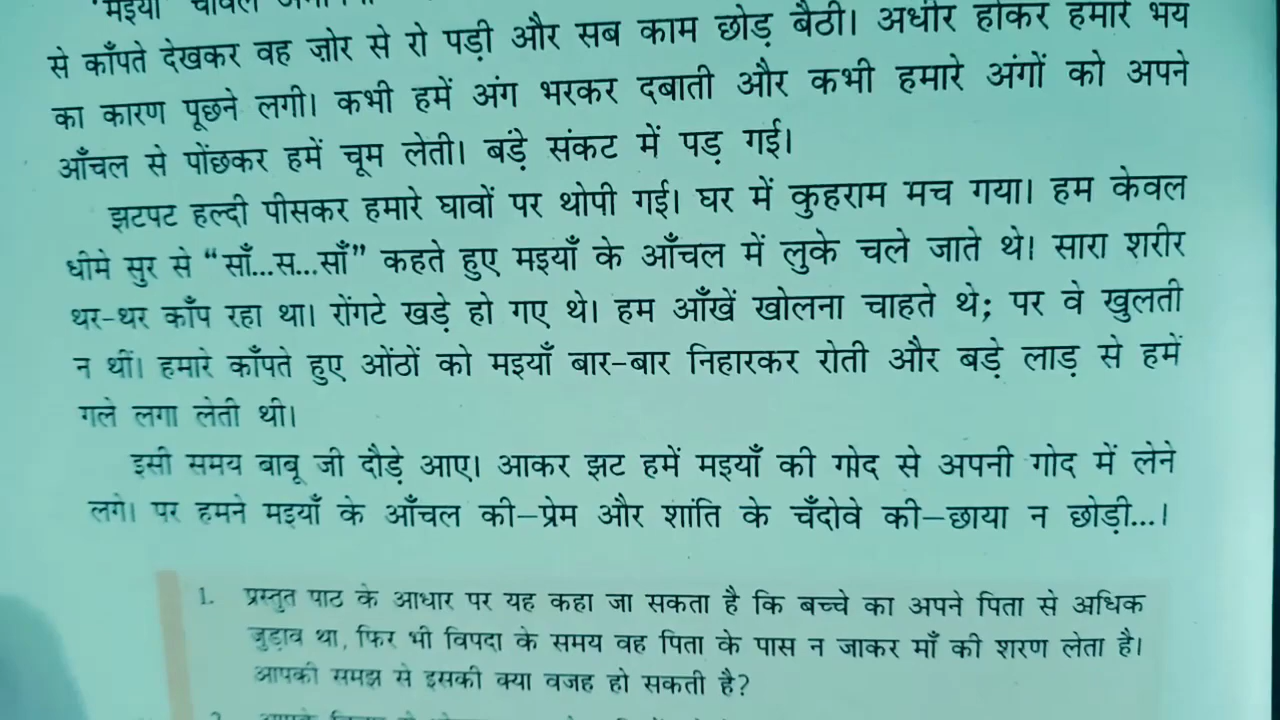 "मइयाँ चावल
से काँपते देखकर वह ज़ोर से रो पड़ी और सब काम छोड़ बैठी। अधीर होकर हमारे भय
का कारण पूछने लगी। कभी हमें अंग भरकर दबाती और कभी हमारे अंगों को अपने
आँचल से पोंछकर हमें चूम लेती। बंड़े संकट में पड़ गई।
झटपट हल्दी पीसकर हमारे घावों पर थोपी गई। घर में कुहराम मच गया। हम केवल
धीमे सुर से “साँ...स...साँ” कहते हुए मइयाँ के आँचल में लुके चले जाते थे। सारा शरीर
थर-थर काँप रहा था। रोंगटे खड़े हो गए थे। हम आँखें खोलना चाहते थे; पर वे खुलती
न थीं। हमारे काँपते हुए ओंठों को मइयाँ बार-बार निहारकर रोती और बड़े लाड़ से हमें
गले लगा लेती थी।
इसी समय बाबू जी दौड़े आए। आकर झट हमें मइयाँ की गोद से अपनी गोद में लेने
लगे। पर हमने मइयाँ के आँचल की–प्रेम और शांति के चँदोवे की–छाया न छोड़ी...।
1. प्रस्तुत पाठ के आधार पर यह कहा जा सकता है कि बच्चे का अपने पिता से अधिक
जुड़ाव था, फिर भी विपदा के समय वह पिता के पास न जाकर माँ की शरण लेता है।
आपकी समझ से इसकी क्या वजह हो सकती है?